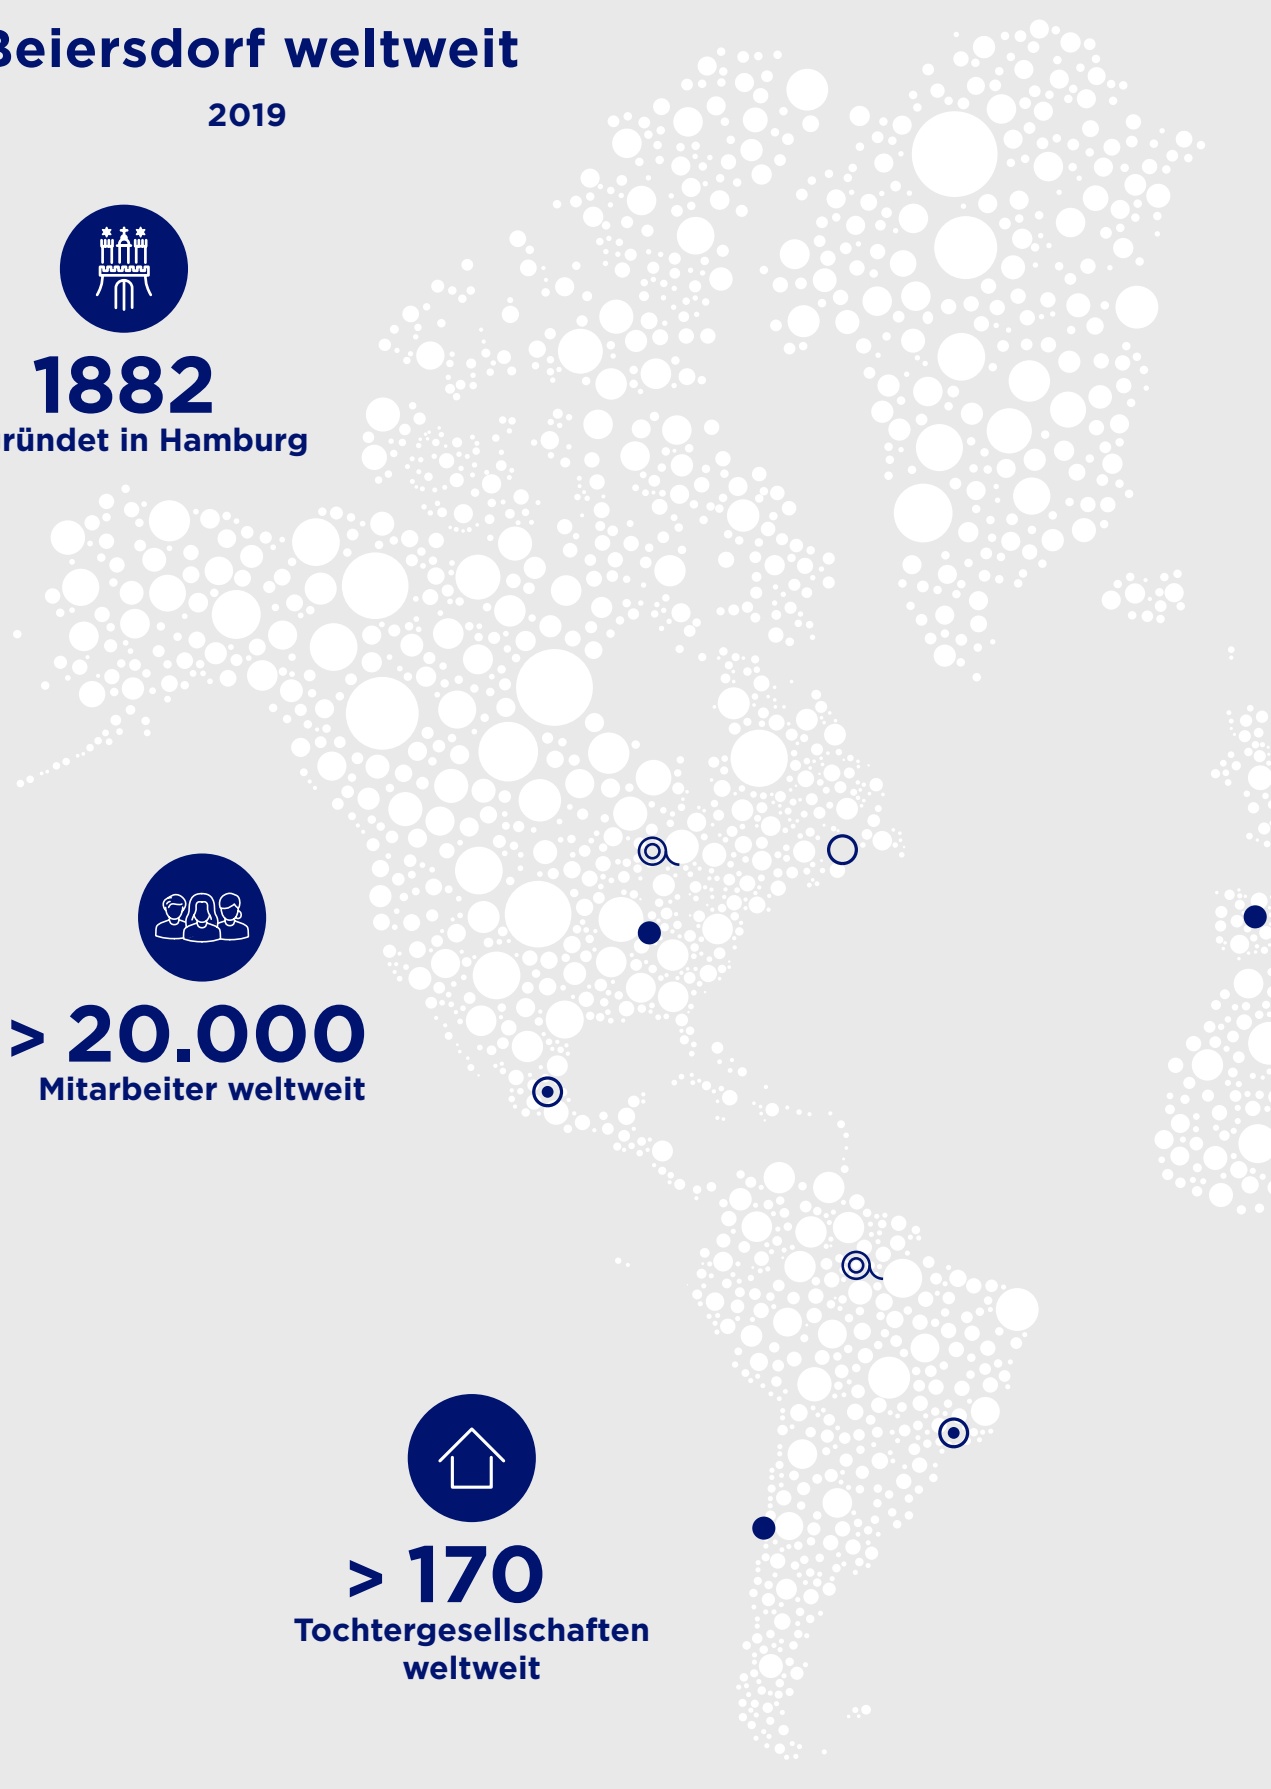 Beiersdorf weltweit
2019
1882
ründet in Hamburg
> 20.000
Mitarbeiter weltweit
> 170
Tochtergesellschaften
weltweit